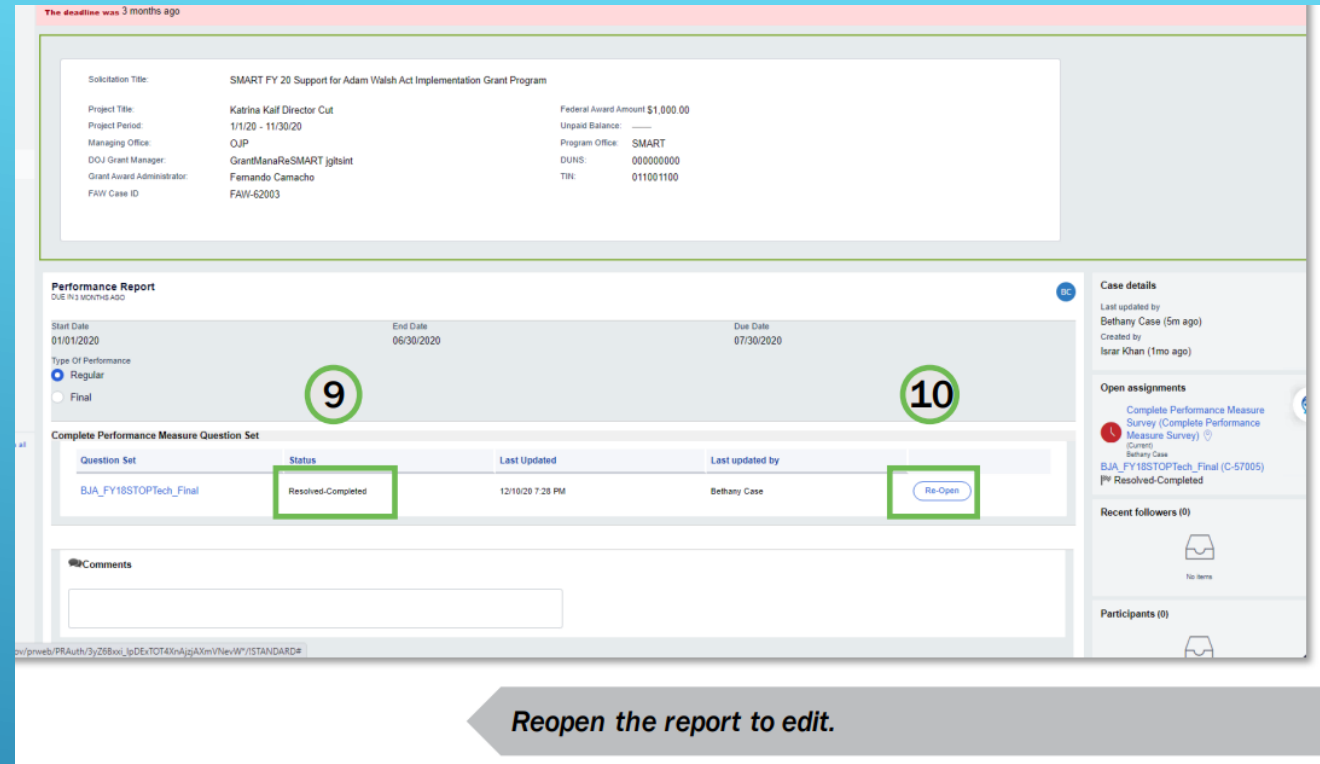 The deadline was 3 months ago
Solicitation Title: SMART FY 20 Support for Adam Walsh Act Implementation Grant Program
Project Title: Katrina Kaif Director Cut Federal Award Amount $1,000.00
Project Period: 1/1/20 - 11/30/20 Unpaid Balance:
Managing Office: OJP Program Office: SMART
DOJ Grant Manager: GrantManaReSMART jgitsint DUNS: 000000000
Grant Award Administrator: Fernando Camacho TIN: 011001100
FAW Case ID FAW-62003
Performance Report
DUE IN 3 MONTHS AGO
BC
Start Date End Date Due Date
01/01/2020 06/30/2020 07/30/2020
Type Of Performance
Regular
Final
9
10
Complete Performance Measure Question Set
Question Set Status Last Updated Last updated by
BJA_FY18STOPTech_Final Resolved-Completed 12/10/20 7:28 PM Bethany Case Re-Open
Comments
Case details
Last updated by
Bethany Case (5m ago)
Created by
Israr Khan (1mo ago)
Open assignments
Complete Performance Measure
Survey (Complete Performance
Measure Survey)
(Current)
Bethany Case
BJA_FY18STOPTech_Final (C-57005)
Resolved-Completed
Recent followers (0)
No items
Participants (0)
all
Reopen the report to edit.